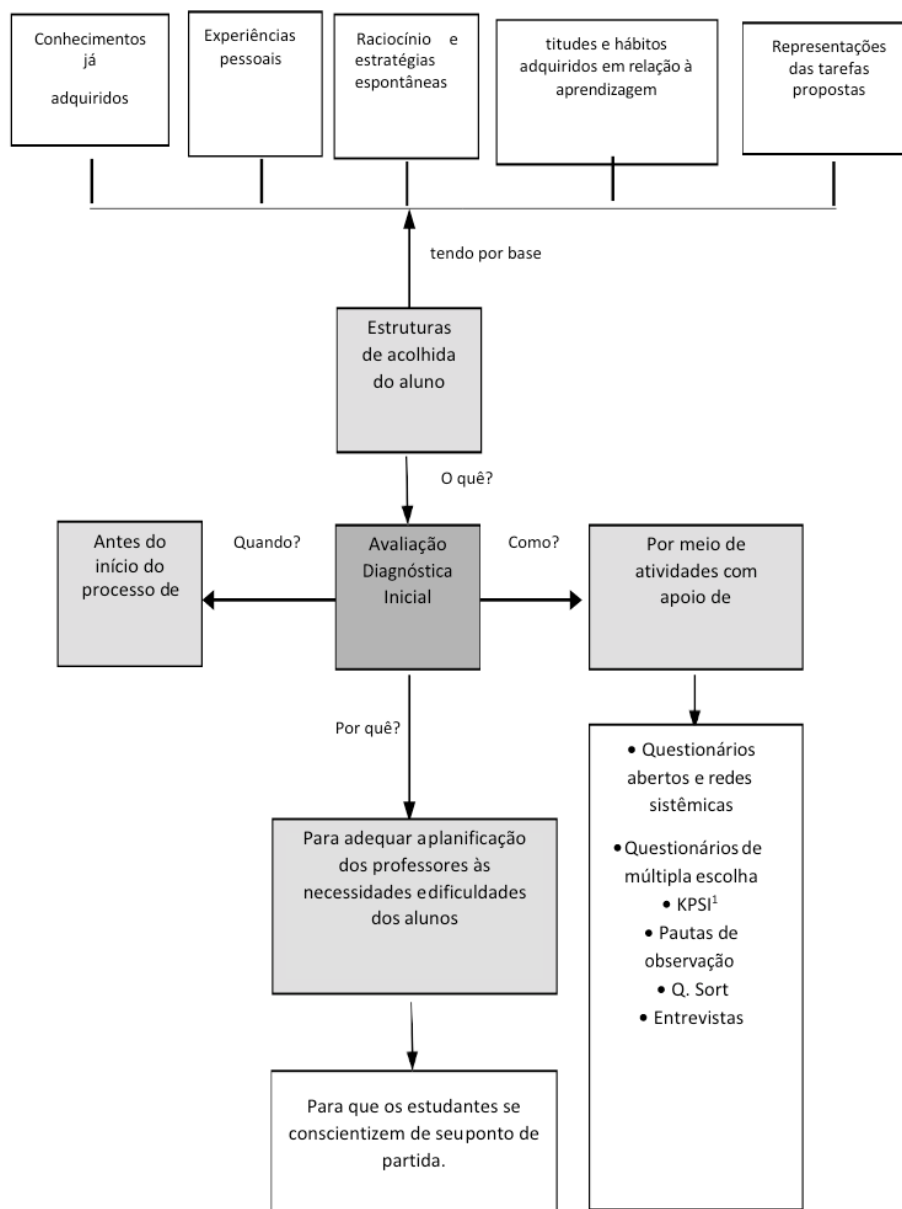 Conhecimentos
já
adquiridos
Experiências
pessoais
Raciocínio e
estratégias
espontâneas
titudes e hábitos
adquiridos em relação à
aprendizagem
Representações
das tarefas
propostas
tendo por base
Estruturas
de acolhida
do aluno
O quê?
Antes do
início do
processo de
Quando?
Avaliação
Diagnóstica
Inicial
Como?
Por meio de
atividades com
apoio de
Por quê?
Para adequar aplanificação
dos professores às
necessidades edificuldades
dos alunos
• Questionários
abertos e redes
sistêmicas
• Questionários de
múltipla escolha
• KPSI¹
• Pautas de
observação
• Q. Sort
• Entrevistas
Para que os estudantes se
conscientizem de seuponto de
partida.